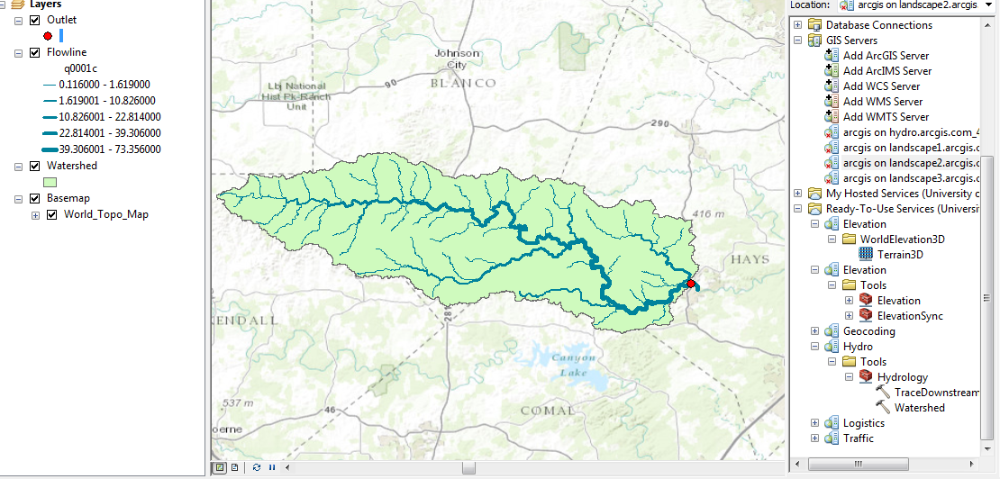 Layers
Outlet
Flowline
q0001c
0.116000 - 1.619000
1.619001 - 10.826000
10.826001 - 22.814000
22.814001 - 39.306000
39.306001 - 73.356000
Watershed
Basemap
World_Topo_Map
Johnson
City
BLANCO
Lbj National
Hist Pk-Ranch
Unit
90
290
416 m
HAYS
ENDALL
281
Canyon
Lake
537 m
46
COMAL
oerne
Location: arcgis on landscape2.arcgis
Database Connections
GIS Servers
Add ArcGIS Server
Add ArcIMS Server
Add WCS Server
Add WMS Server
Add WMTS Server
arcgis on hydro.arcgis.com_4
arcgis on landscape1.arcgis.c
arcgis on landscape2.arcgis.c
arcgis on landscape3.arcgis.c
My Hosted Services (University c
Ready-To-Use Services (Universi
Elevation
WorldElevation3D
Terrain3D
Elevation
Tools
Elevation
ElevationSync
Geocoding
Hydro
Tools
Hydrology
TraceDownstream
Watershed
Logistics
Traffic